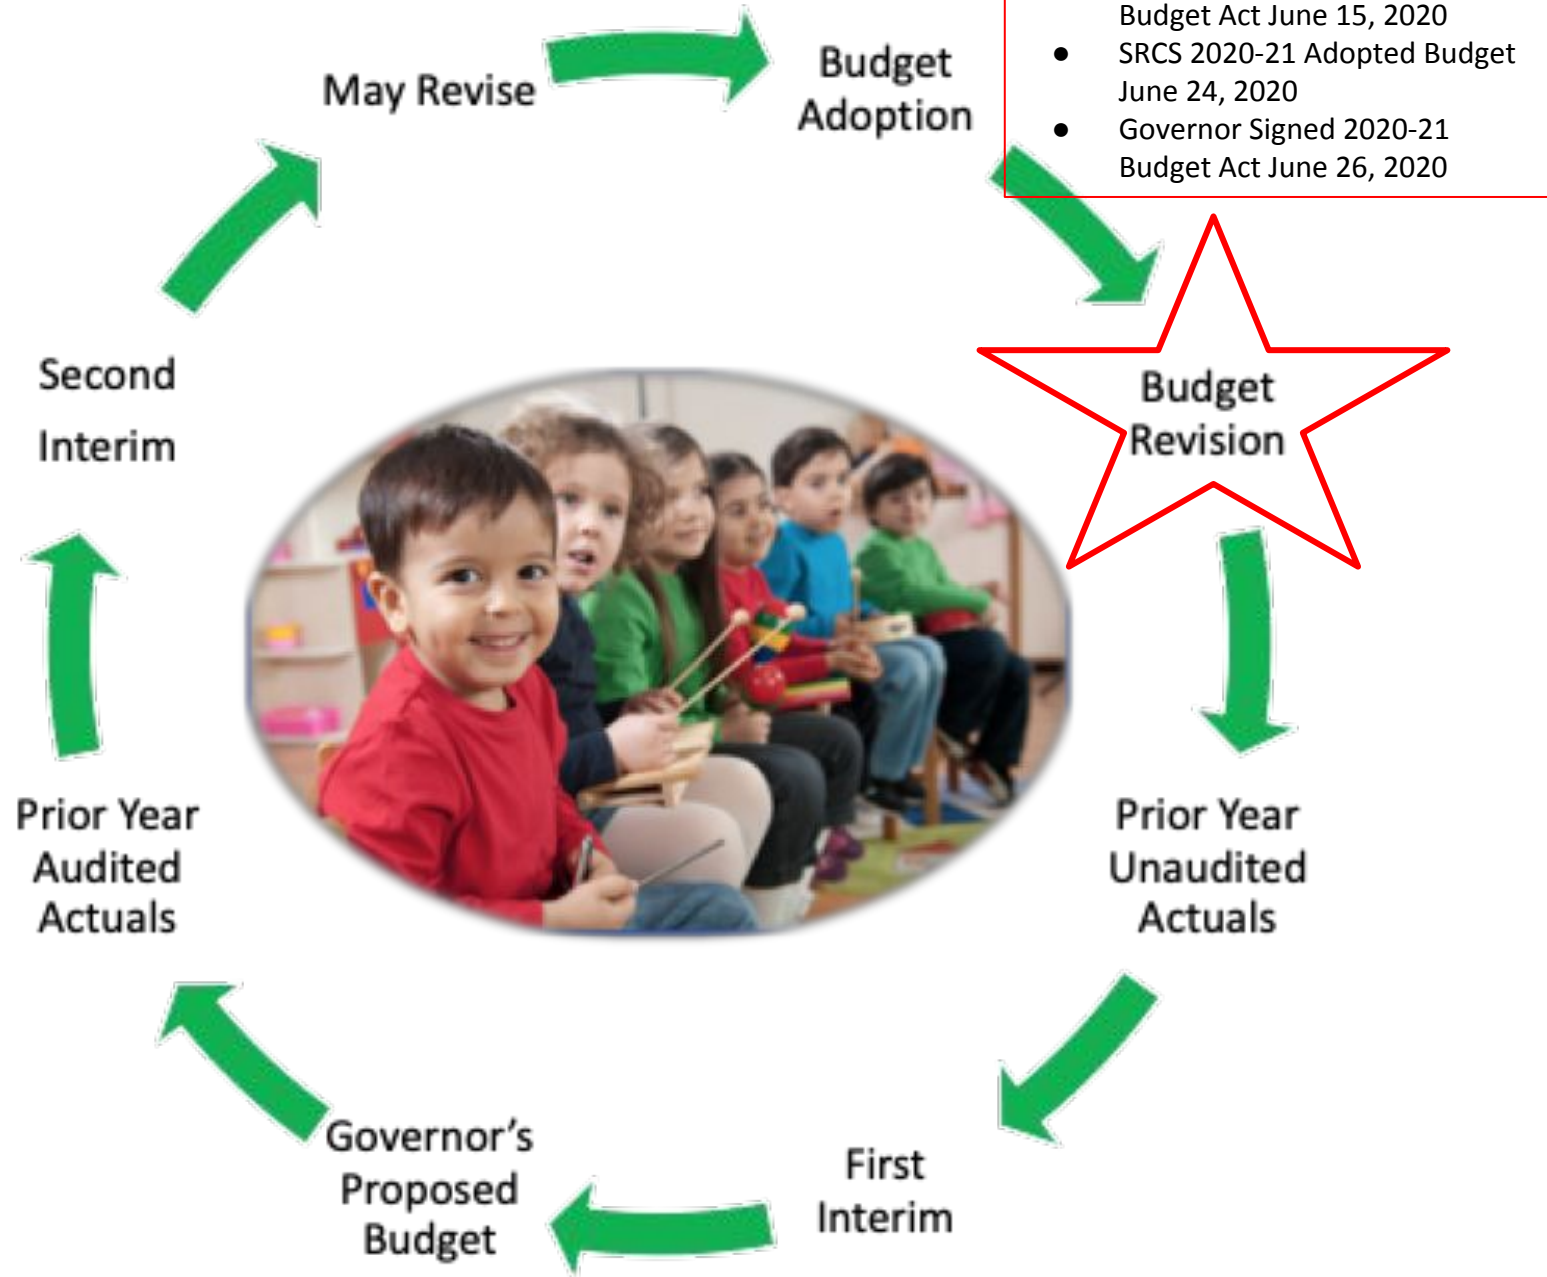 Budget Act June 15, 2020
● SRCS 2020-21 Adopted Budget
June 24, 2020
● Governor Signed 2020-21
Budget Act June 26, 2020
May Revise
Budget
Adoption
Budget
Revision
Prior Year
Unaudited
Actuals
First
Interim
Governor’s
Proposed
Budget
Prior Year
Audited
Actuals
Second
Interim